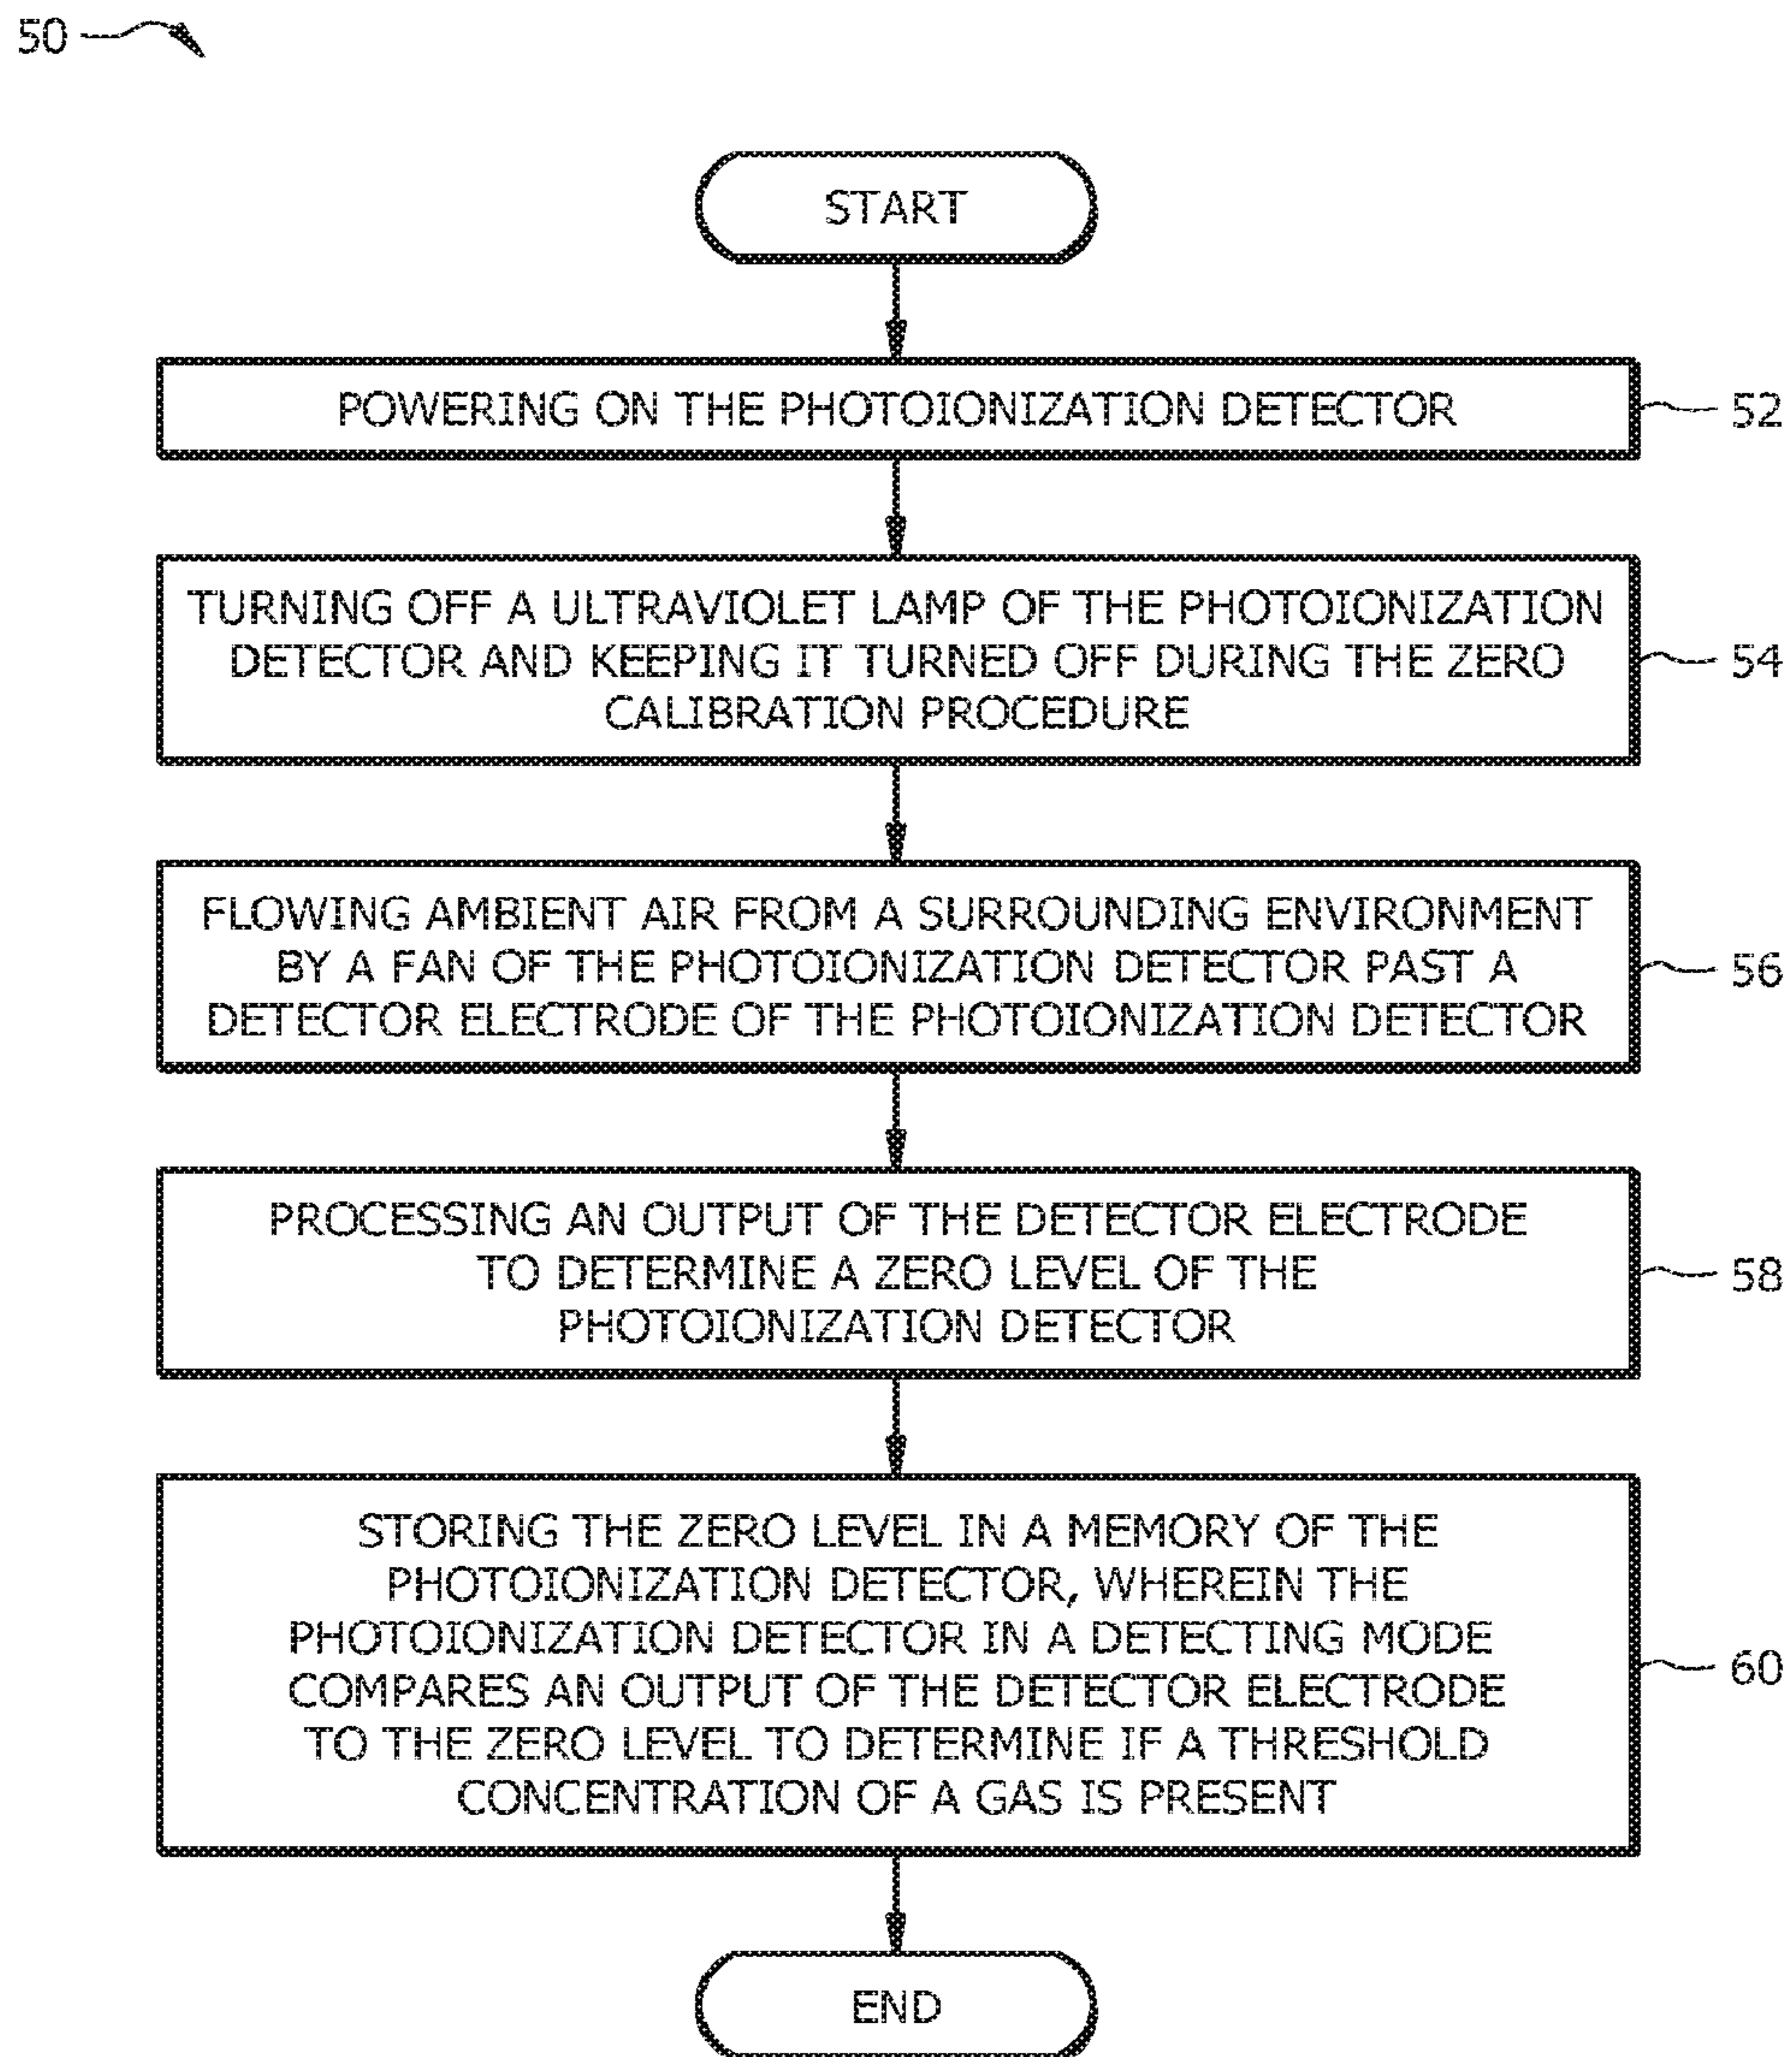 50
START
POWERING ON THE PHOTOIONIZATION DETECTOR
52
TURNING OFF A ULTRAVIOLET LAMP OF THE PHOTOIONIZATION
DETECTOR AND KEEPING IT TURNED OFF DURING THE ZERO
CALIBRATION PROCEDURE
54
FLOWING AMBIENT AIR FROM A SURROUNDING ENVIRONMENT
BY A FAN OF THE PHOTOIONIZATION DETECTOR PAST A
DETECTOR ELECTRODE OF THE PHOTOIONIZATION DETECTOR
56
PROCESSING AN OUTPUT OF THE DETECTOR ELECTRODE
TO DETERMINE A ZERO LEVEL OF THE
PHOTOIONIZATION DETECTOR
58
STORING THE ZERO LEVEL IN A MEMORY OF THE
PHOTOIONIZATION DETECTOR, WHEREIN THE
PHOTOIONIZATION DETECTOR IN A DETECTING MODE
COMPARES AN OUTPUT OF THE DETECTOR ELECTRODE
TO THE ZERO LEVEL TO DETERMINE IF A THRESHOLD
CONCENTRATION OF A GAS IS PRESENT
60
END